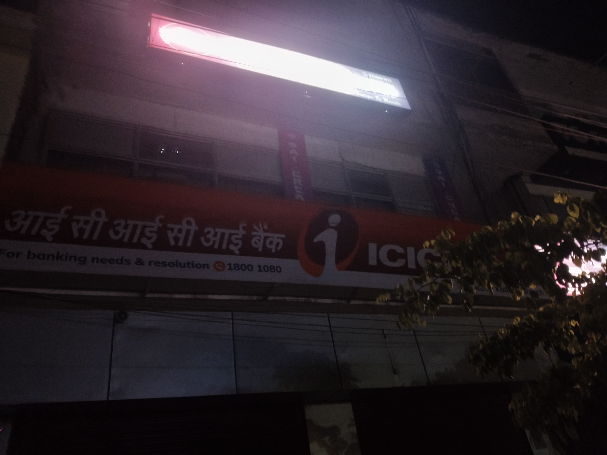 आई सी आई सी आई बैंक
ICIC
For banking needs & resolution 1800 1080